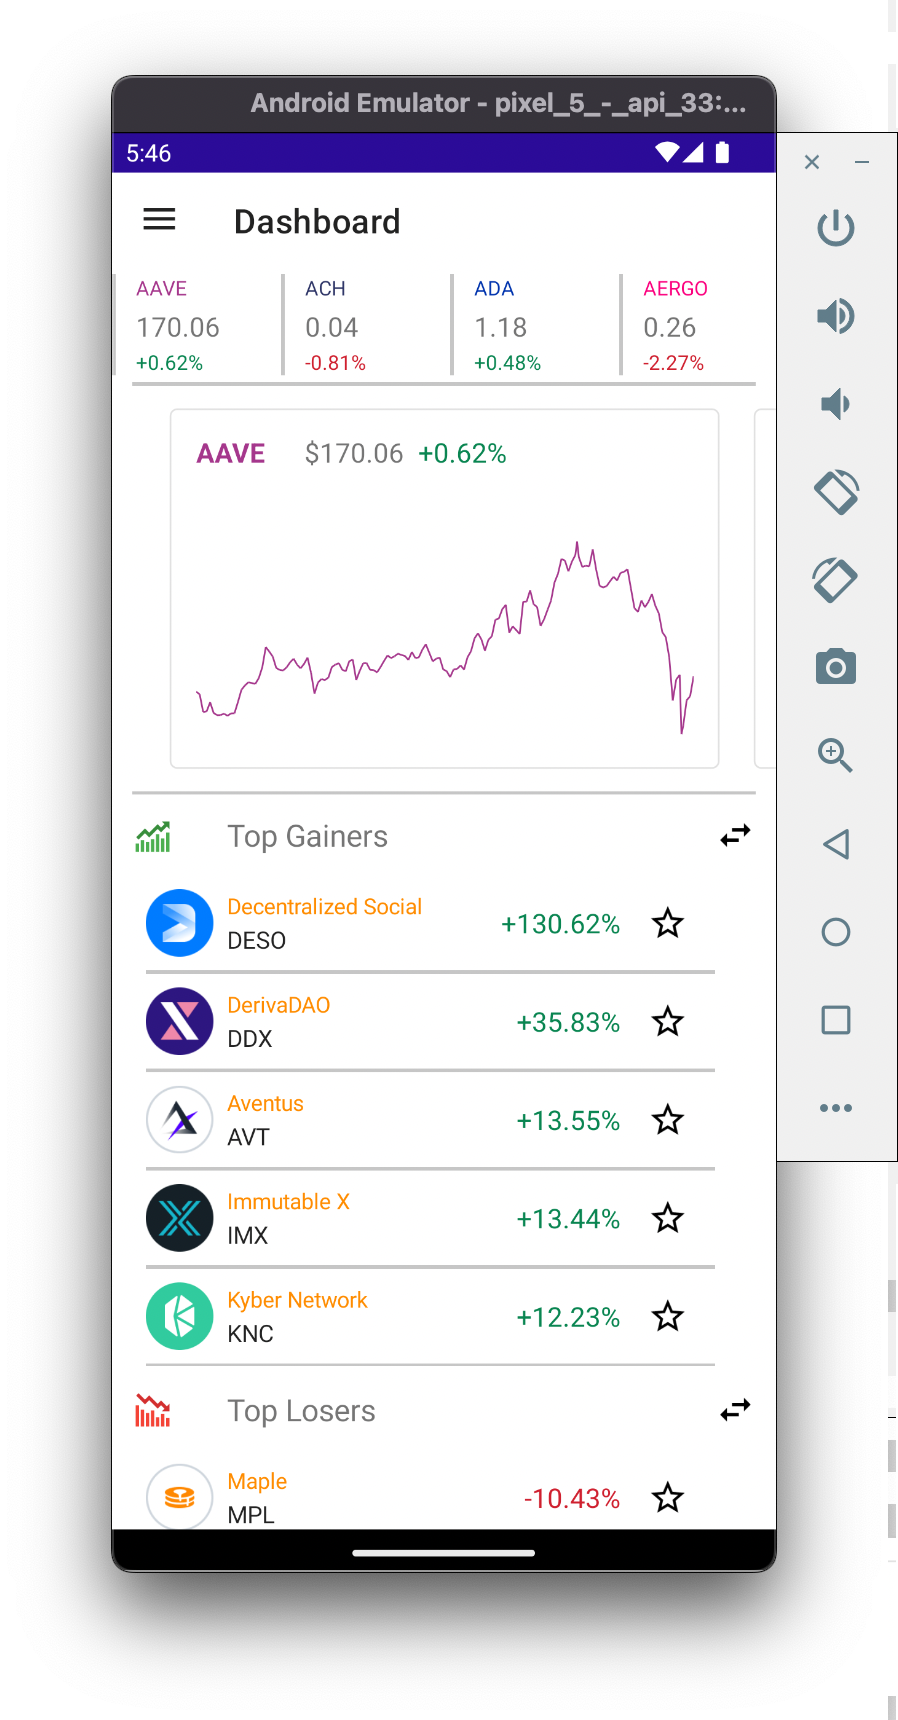 Android Emulator - pixel_5_-_api_33:...
5:46
Dashboard
AAVE ACH ADA AERGO
170.06 0.04 1.18 0.26
+0.62% -0.81% +0.48% -2.27%
AAVE $170.06 +0.62%
Top Gainers
Decentralized Social
DESO +130.62%
DerivaDAO
DDX +35.83%
Aventus
AVT +13.55%
Immutable X
IMX +13.44%
Kyber Network
KNC +12.23%
Top Losers
Maple
MPL -10.43%